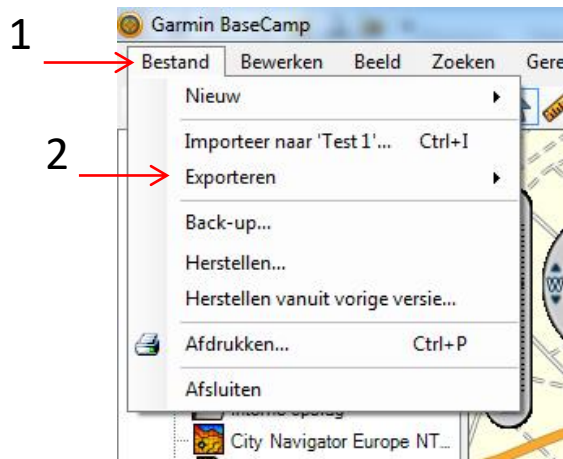 Garmin BaseCamp
1
Bestand Bewerken Beeld Zoeken Gere
Nieuw
2
Importeer naar 'Test 1'... Ctrl+I
Exporteren
Back-up...
Herstellen...
Herstellen vanuit vorige versie...
Afdrukken... Ctrl+P
Afsluiten
City Navigator Europe NT...